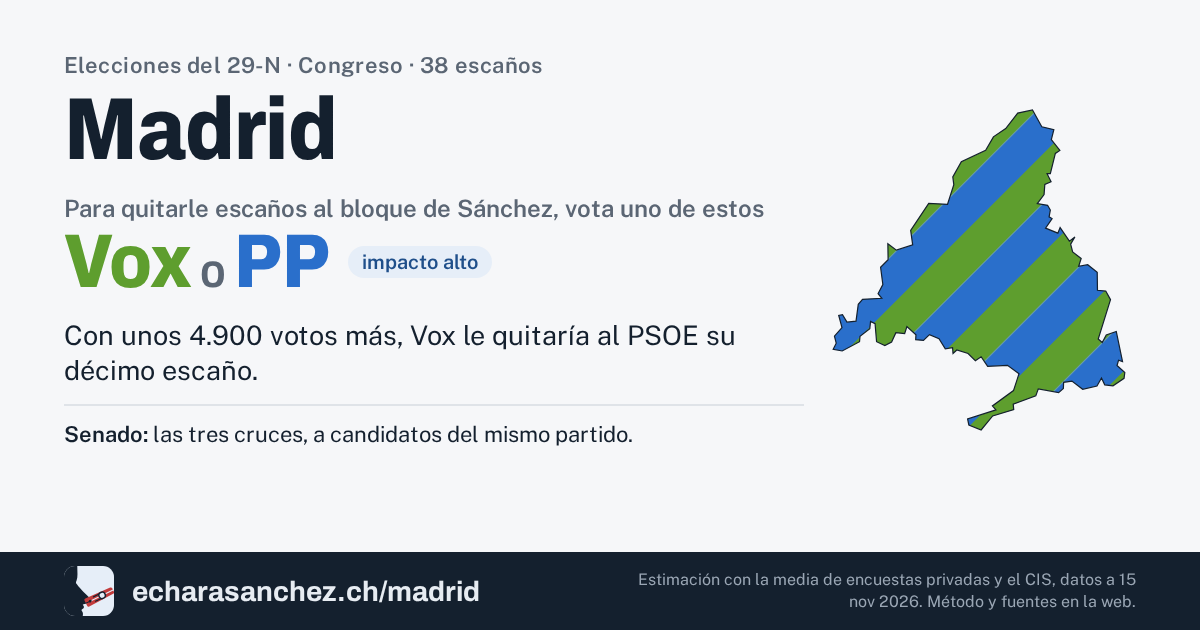 Elecciones del 29-N · Congreso · 38 escaños
Madrid
Para quitarle escaños al bloque de Sánchez, vota uno de estos
Vox o PP impacto alto
Con unos 4.900 votos más, Vox le quitaría al PSOE su
décimo escaño.
Senado: las tres cruces, a candidatos del mismo partido.
echarasanchez.ch/madrid
Estimación con la media de encuestas privadas y el CIS, datos a 15
nov 2026. Método y fuentes en la web.